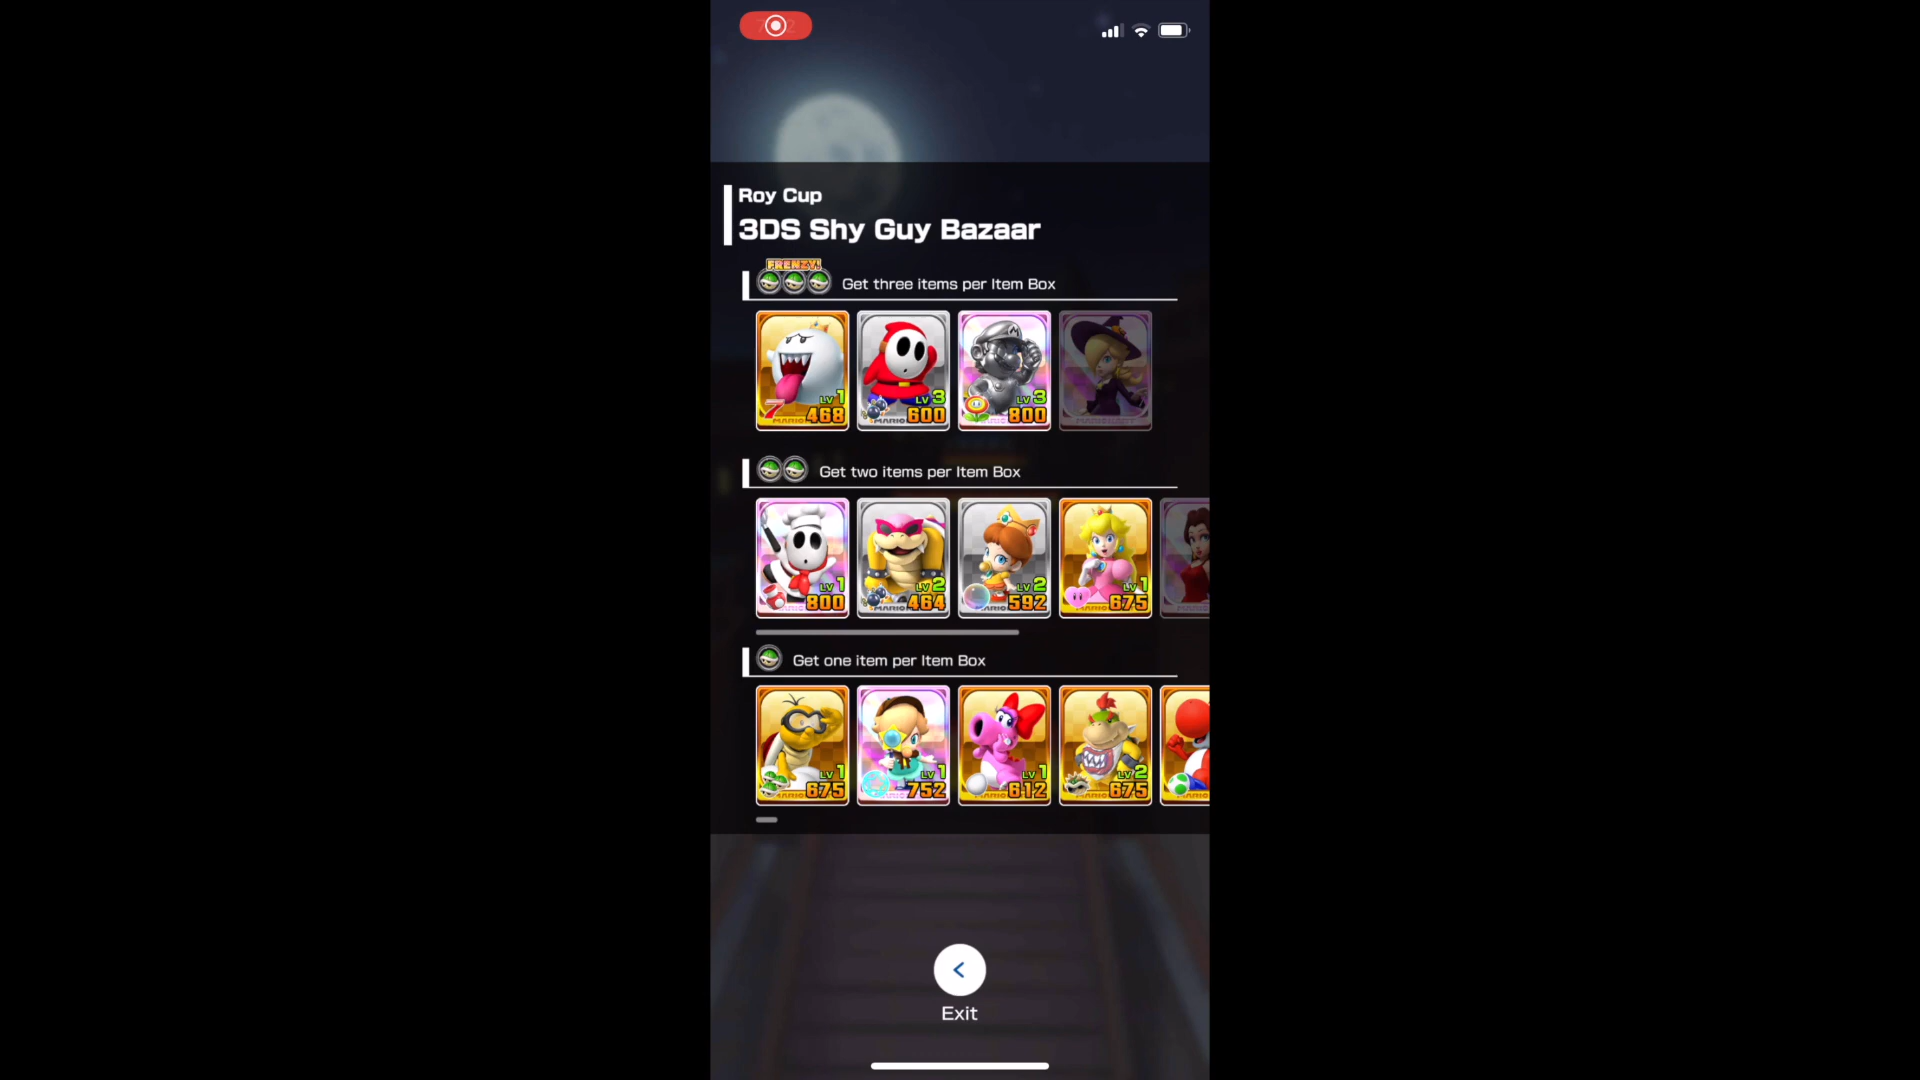 Roy Cup
3DS Shy Guy Bazaar
FRENZY!
Get three items per Item Box
LV 1 LV 3 LV 3
468 600 800
Get two items per Item Box
LV 1 LV 2 LV 2 LV 1
800 464 592 675
Get one item per Item Box
LV 1 LV 1 LV 1 LV 2
675 752 612 675
Exit